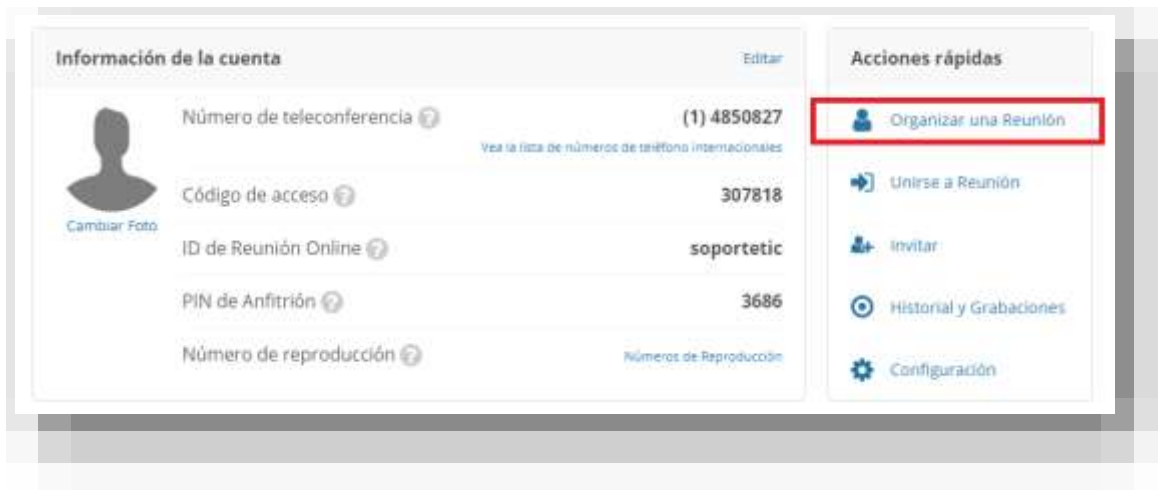 Información de la cuenta
Editar
Número de teleconferencia
(1) 4850827
Vea la lista de números de teléfono internacionales
Código de acceso
307818
Cambiar Foto
ID de Reunión Online
soportetic
PIN de Anfitrión
3686
Número de reproducción
Números de Reproducción
Acciones rápidas
Organizar una Reunión
Unirse a Reunión
Invitar
Historial y Grabaciones
Configuración